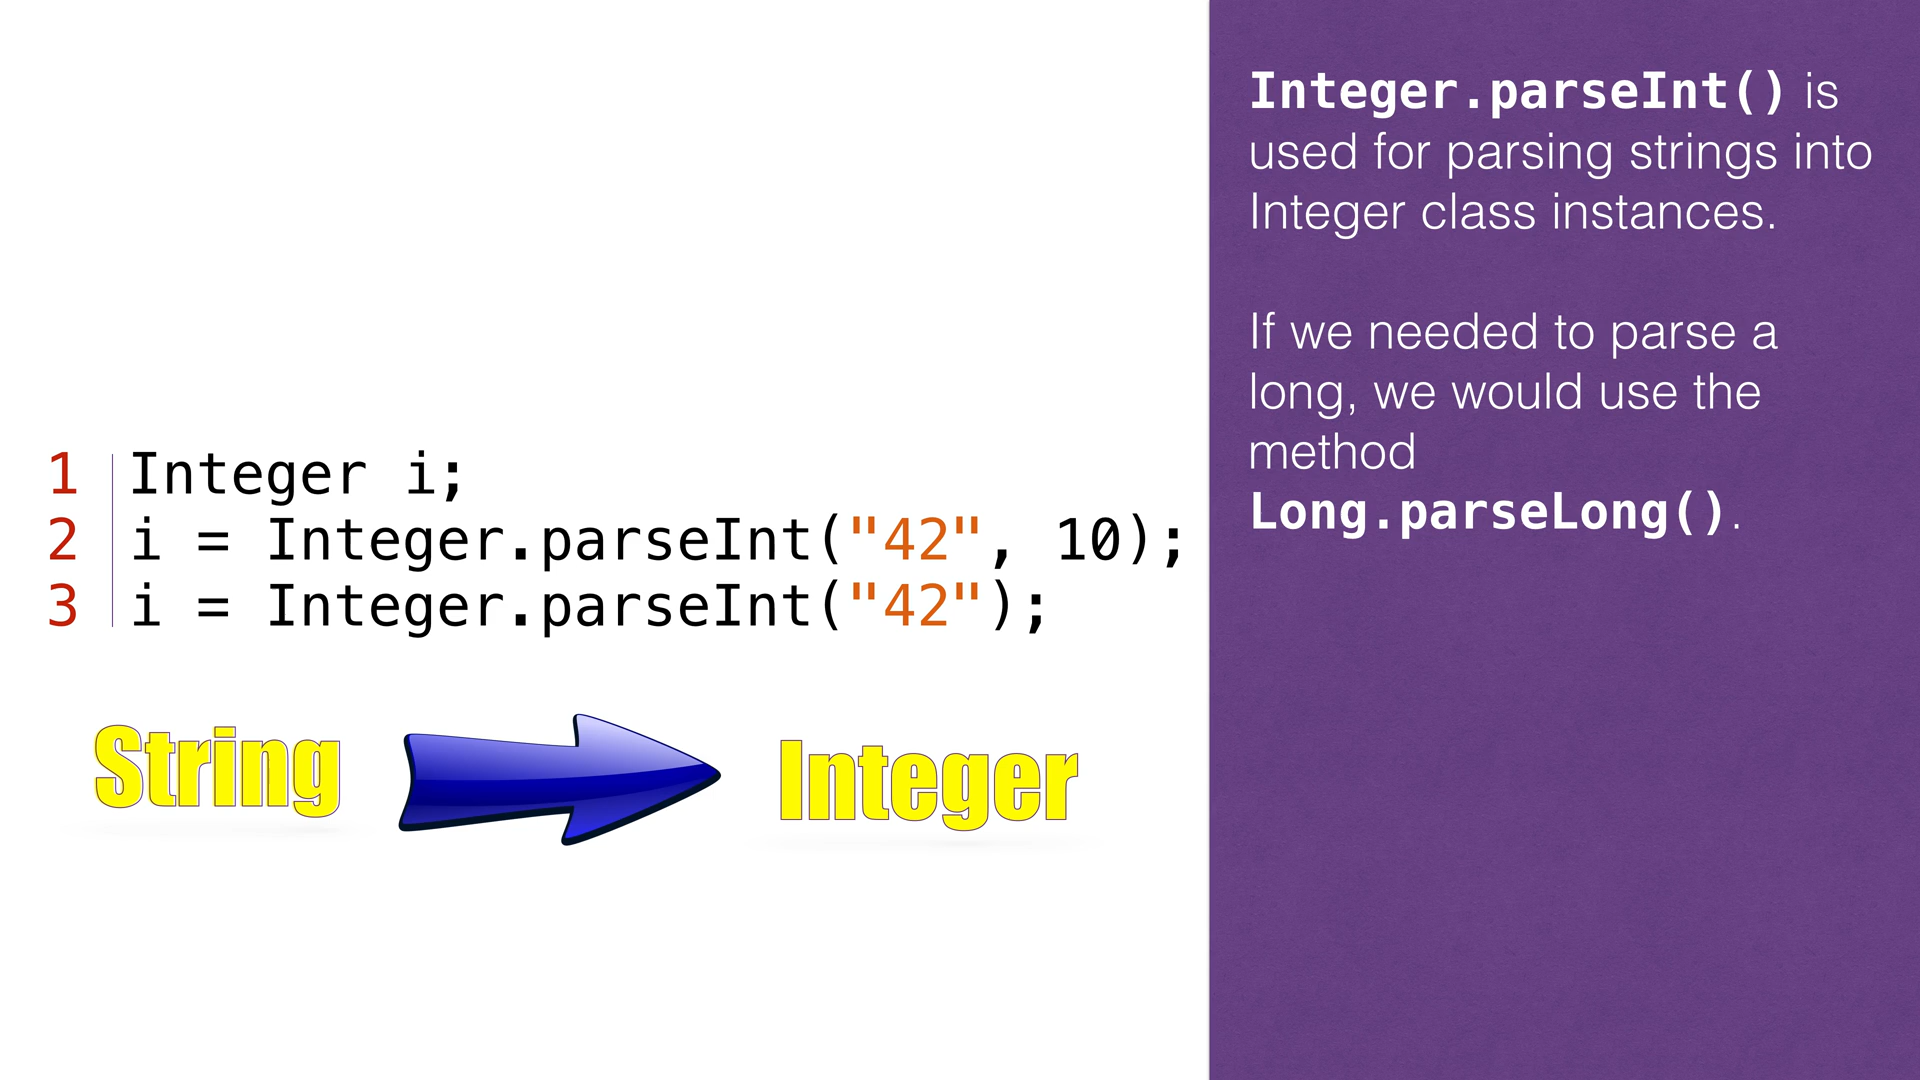 1 Integer i;
2 i = Integer.parseInt("42", 10);
3 i = Integer.parseInt("42");
String
Integer
Integer.parseInt() is
used for parsing strings into
Integer class instances.
If we needed to parse a
long, we would use the
method
Long.parseLong().